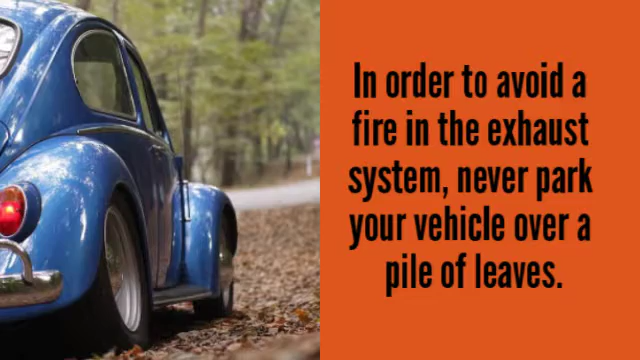 In order to avoid a
fire in the exhaust
system, never park
your vehicle over a
pile of leaves.